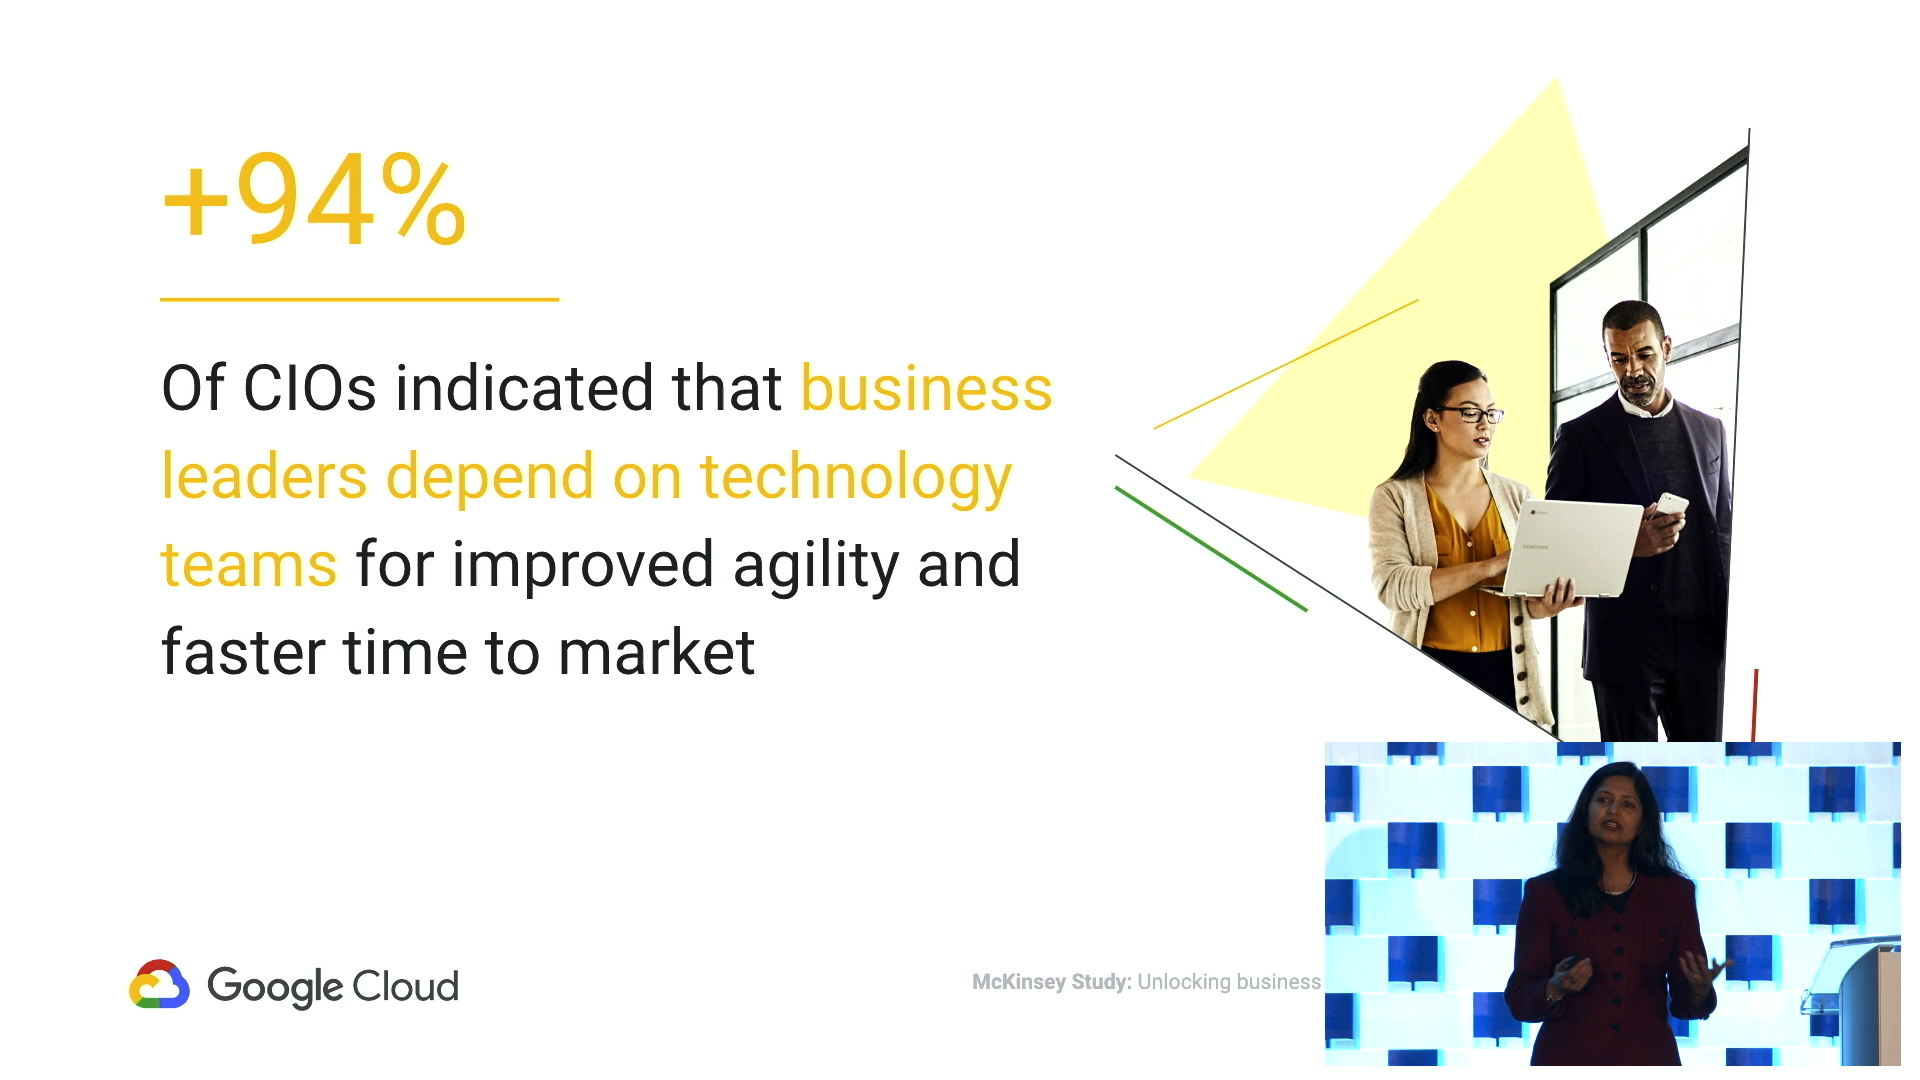 +94%
Of CIOs indicated that business
leaders depend on technology
teams for improved agility and
faster time to market
Google Cloud
McKinsey Study: Unlocking business